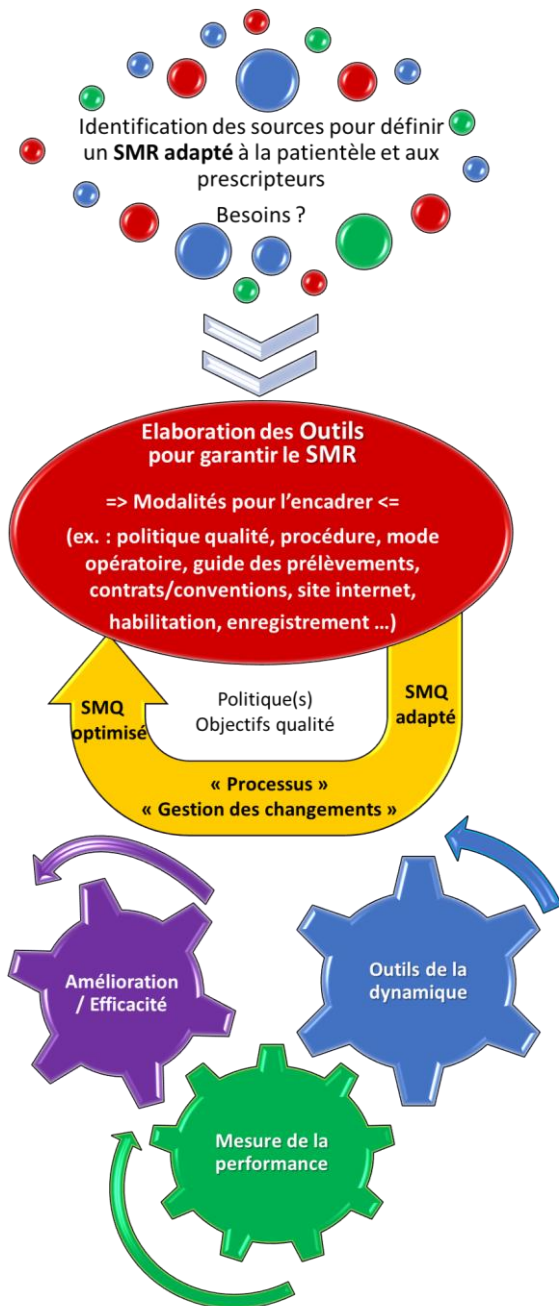 Identification des sources pour définir
un SMR adapté à la patientèle et aux
prescripteurs
Besoins ?
Elaboration des Outils
pour garantir le SMR
=> Modalités pour l'encadrer <=
(ex. : politique qualité, procédure, mode
opératoire, guide des prélèvements,
contrats/conventions, site internet,
habilitation, enregistrement …)
SMQ
optimisé
Politique(s)
Objectifs qualité
SMQ
adapté
« Processus »
« Gestion des changements »
Amélioration
/ Efficacité
Outils de la
dynamique
Mesure de la
performance